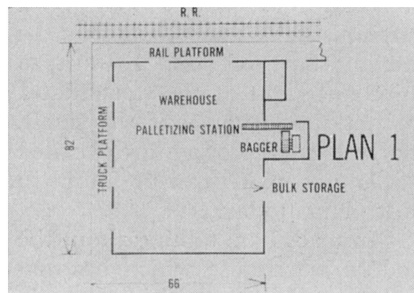 R. R.
RAIL PLATFORM
WAREHOUSE
PALLETIZING STATION
BAGGER
PLAN 1
TRUCK PLATFORM
82
BULK STORAGE
66